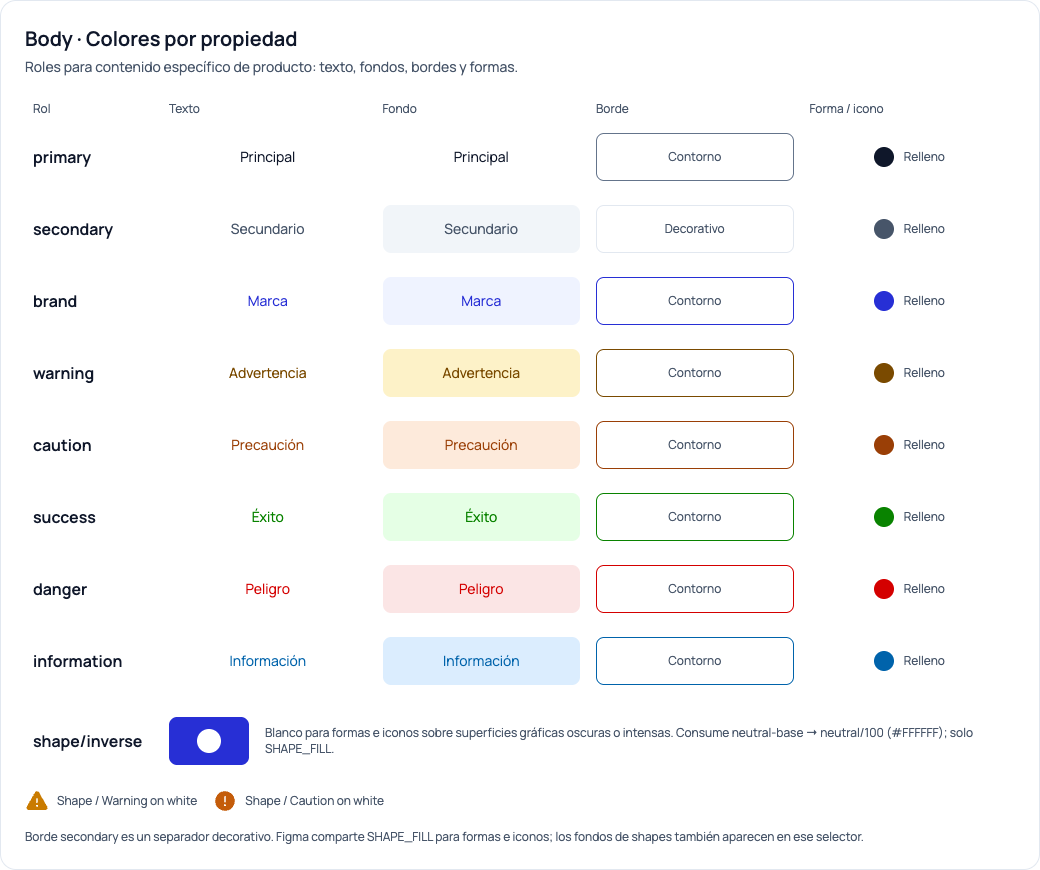 Body · Colores por propiedad
Roles para contenido específico de producto: texto, fondos, bordes y formas.
Rol Texto Fondo Borde Forma / icono
primary Principal Principal Contorno Relleno
secondary Secundario Secundario Decorativo Relleno
brand Marca Marca Contorno Relleno
warning Advertencia Advertencia Contorno Relleno
caution Precaución Precaución Contorno Relleno
success Éxito Éxito Contorno Relleno
danger Peligro Peligro Contorno Relleno
information Información Información Contorno Relleno
shape/inverse Blanco para formas e iconos sobre superficies gráficas oscuras o intensas. Consume neutral-base → neutral/100 (#FFFFFF); solo
SHAPE_FILL.
Shape / Warning on white Shape / Caution on white
Borde secondary es un separador decorativo. Figma comparte SHAPE_FILL para formas e iconos; los fondos de shapes también aparecen en ese selector.